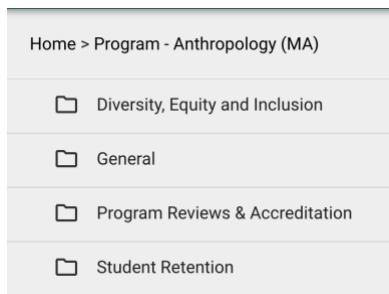 Home > Program - Anthropology (MA)
Diversity, Equity and Inclusion
General
Program Reviews & Accreditation
Student Retention